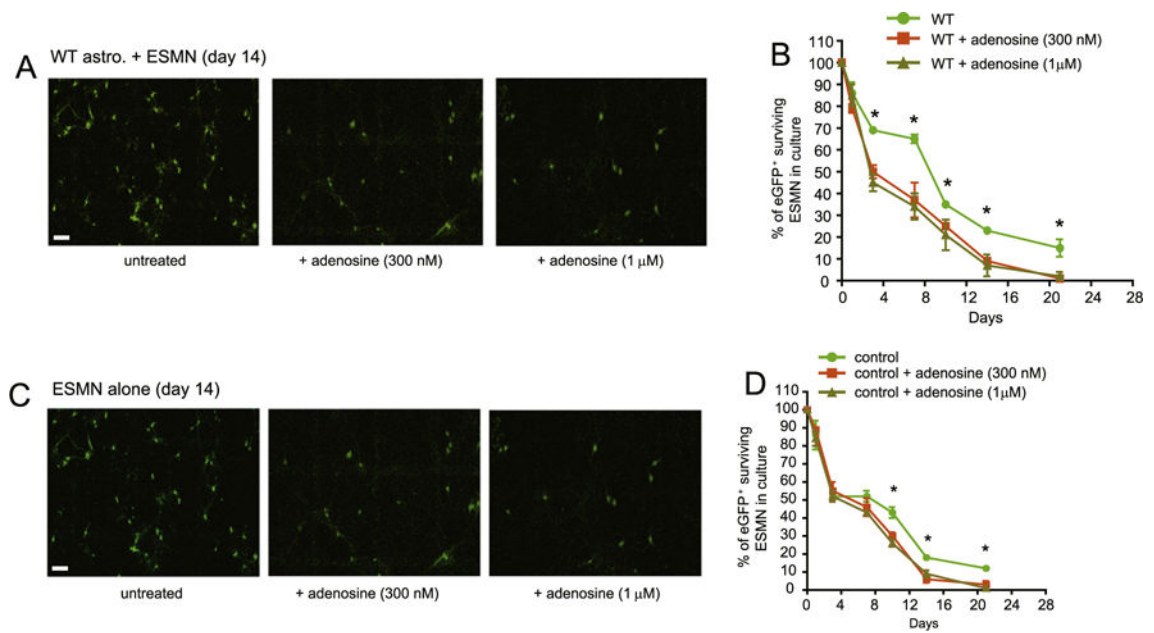 A
WT astro. + ESMN (day 14)
untreated
+ adenosine (300 nM)
+ adenosine (1 μM)
B
WT
WT + adenosine (300 nM)
WT + adenosine (1μM)
% of eGFP⁺ surviving
ESMN in culture
110
100
90
80
70
60
50
40
30
20
10
0
* * * * *
0 4 8 12 16 20 24 28
Days
C
ESMN alone (day 14)
untreated
+ adenosine (300 nM)
+ adenosine (1 μM)
D
control
control + adenosine (300 nM)
control + adenosine (1μM)
% of eGFP⁺ surviving
ESMN in culture
110
100
90
80
70
60
50
40
30
20
10
0
* * *
0 4 8 12 16 20 24 28
Days